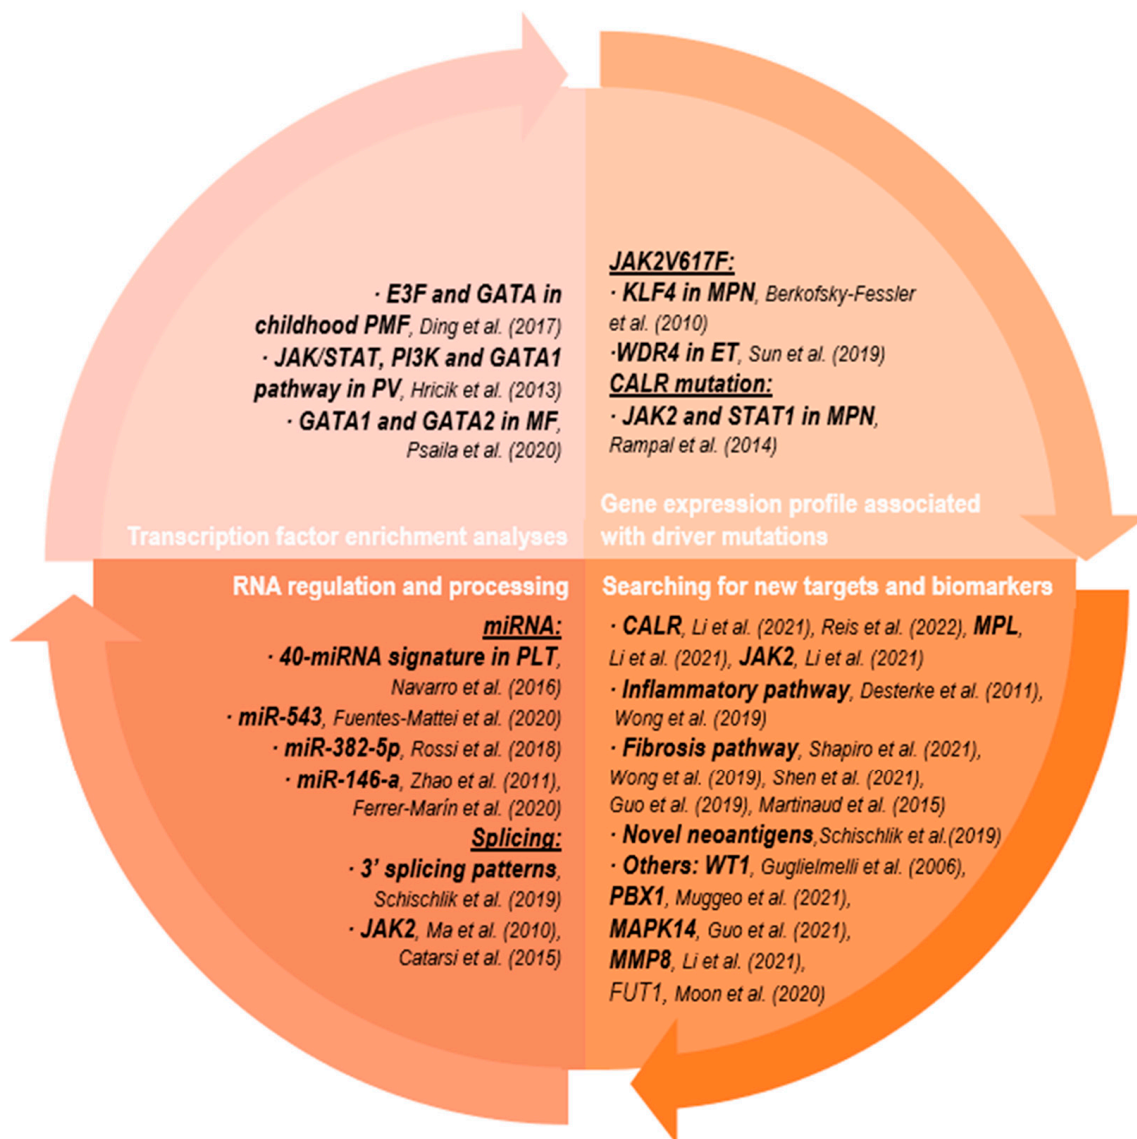 · E3F and GATA in
childhood PMF, Ding et al. (2017)
· JAK/STAT, PI3K and GATA1
pathway in PV, Hricik et al. (2013)
· GATA1 and GATA2 in MF,
Psaila et al. (2020)
Transcription factor enrichment analyses
JAK2V617F:
· KLF4 in MPN, Berkofsky-Fessler
et al. (2010)
·WDR4 in ET, Sun et al. (2019)
CALR mutation:
· JAK2 and STAT1 in MPN,
Rampal et al. (2014)
Gene expression profile associated
with driver mutations
RNA regulation and processing
miRNA:
· 40-miRNA signature in PLT,
Navarro et al. (2016)
· miR-543, Fuentes-Mattei et al. (2020)
· miR-382-5p, Rossi et al. (2018)
· miR-146-a, Zhao et al. (2011),
Ferrer-Marín et al. (2020)
Splicing:
· 3’ splicing patterns,
Schischlik et al. (2019)
· JAK2, Ma et al. (2010),
Catarsi et al. (2015)
Searching for new targets and biomarkers
· CALR, Li et al. (2021), Reis et al. (2022), MPL,
Li et al. (2021), JAK2, Li et al. (2021)
· Inflammatory pathway, Desterke et al. (2011),
Wong et al. (2019)
· Fibrosis pathway, Shapiro et al. (2021),
Wong et al. (2019), Shen et al. (2021),
Guo et al. (2019), Martinaud et al. (2015)
· Novel neoantigens,Schischlik et al.(2019)
· Others: WT1, Guglielmelli et al. (2006),
PBX1, Muggeo et al. (2021),
MAPK14, Guo et al. (2021),
MMP8, Li et al. (2021),
FUT1, Moon et al. (2020)